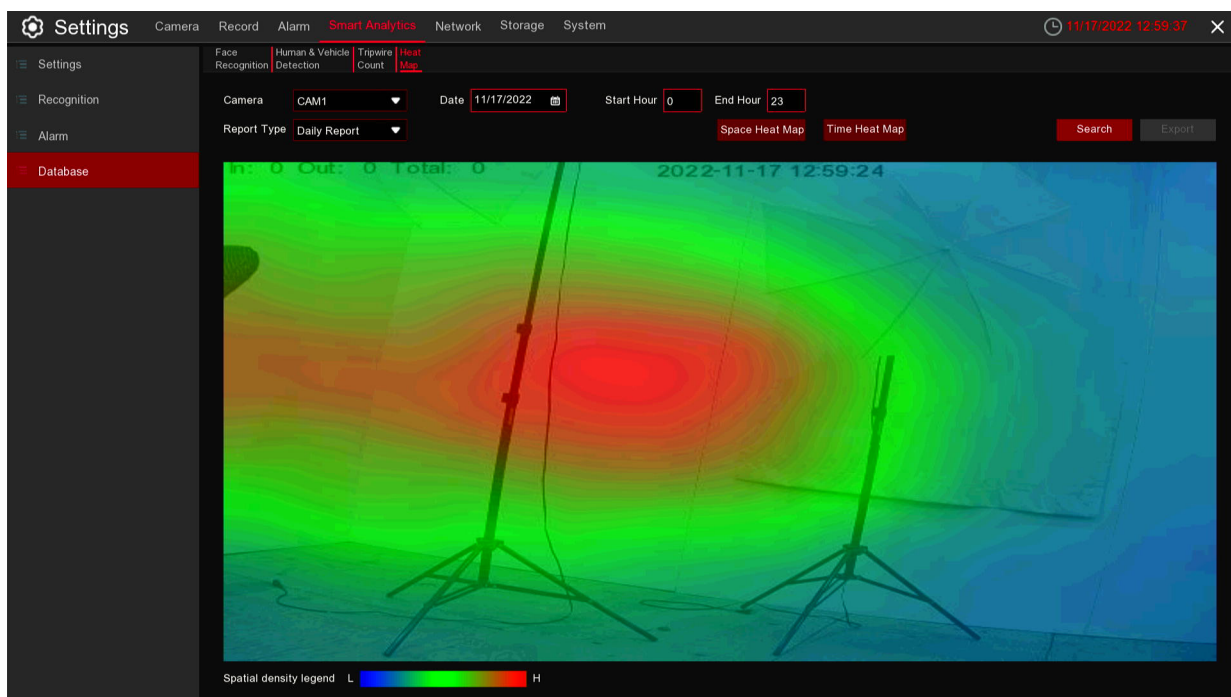 Settings Camera Record Alarm Smart Analytics Network Storage System 11/17/2022 12:59:37
Settings
Recognition
Alarm
Database
Face Recognition Human & Vehicle Detection Tripwire Count Heat Map
Camera CAM1 Date 11/17/2022 Start Hour 0 End Hour 23
Report Type Daily Report Space Heat Map Time Heat Map Search Export
In: 0 Out: 0 Total: 0 2022-11-17 12:59:24
Spatial density legend L H